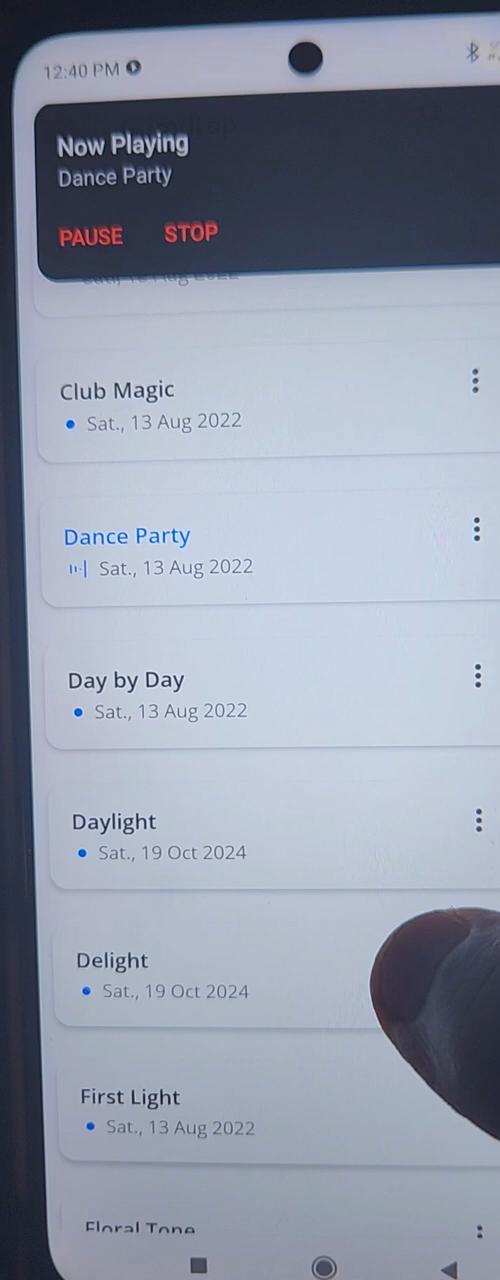 12:40 PM
Now Playing
Dance Party
PAUSE STOP
Club Magic
Sat., 13 Aug 2022
Dance Party
Sat., 13 Aug 2022
Day by Day
Sat., 13 Aug 2022
Daylight
Sat., 19 Oct 2024
Delight
Sat., 19 Oct 2024
First Light
Sat., 13 Aug 2022
Floral Tone